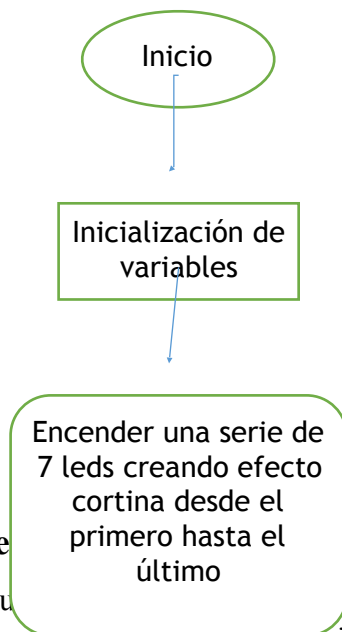 Inicio
Inicialización de
variables
Encender una serie de
7 leds creando efecto
cortina desde el
primero hasta el
último